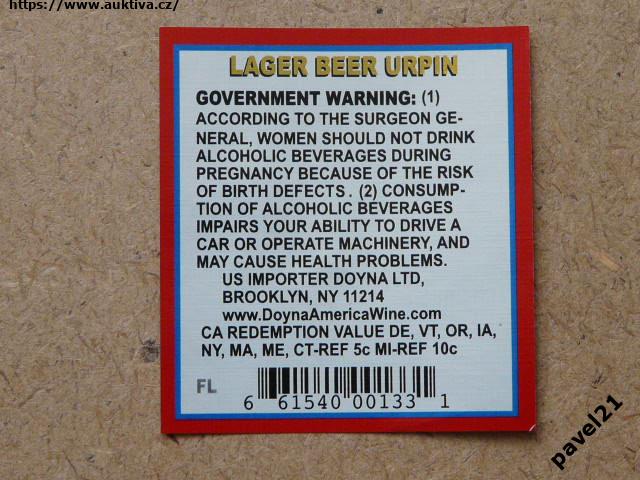 https://www.auktiva.cz/
LAGER BEER URPIN
GOVERNMENT WARNING: (1)
ACCORDING TO THE SURGEON GE-
NERAL, WOMEN SHOULD NOT DRINK
ALCOHOLIC BEVERAGES DURING
PREGNANCY BECAUSE OF THE RISK
OF BIRTH DEFECTS. (2) CONSUMP-
TION OF ALCOHOLIC BEVERAGES
IMPAIRS YOUR ABILITY TO DRIVE A
CAR OR OPERATE MACHINERY, AND
MAY CAUSE HEALTH PROBLEMS.
US IMPORTER DOYNA LTD,
BROOKLYN, NY 11214
www.DoynaAmericaWine.com
CA REDEMPTION VALUE DE, VT, OR, IA,
NY, MA, ME, CT-REF 5c MI-REF 10c
FL
6 61540 00133 1
pavel21